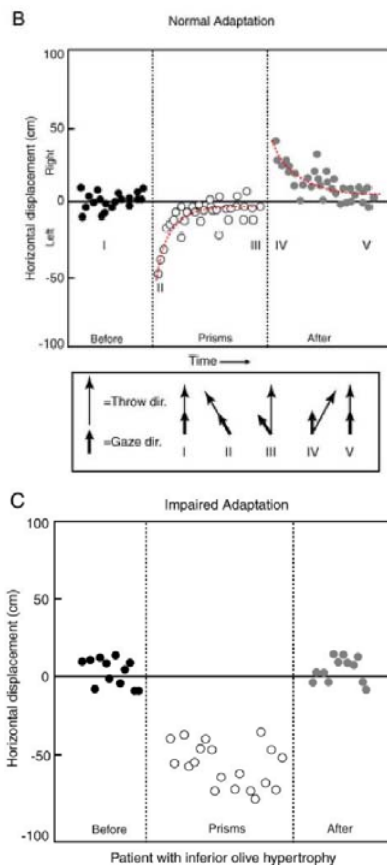 B
Normal Adaptation
100
50
0
-50
-100
Horizontal displacement (cm)
Right
Left
I
II
III
IV
V
Before
Prisms
After
Time
=Throw dir.
=Gaze dir.
I II III IV V
C
Impaired Adaptation
100
50
0
-50
-100
Horizontal displacement (cm)
Before
Prisms
After
Patient with inferior olive hypertrophy